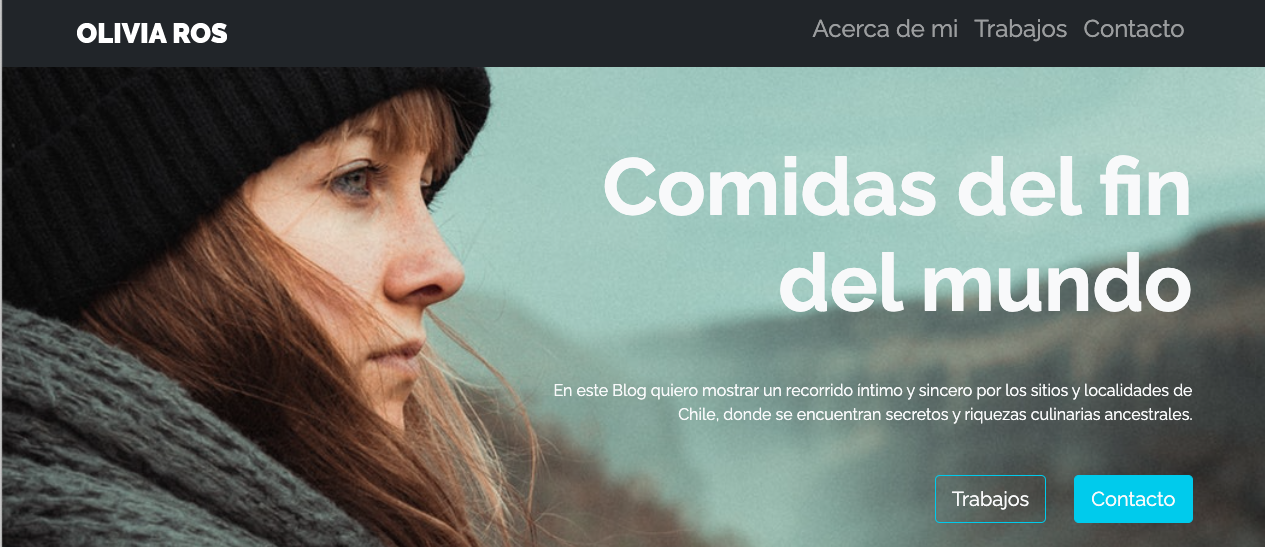 OLIVIA ROS
Acerca de mi Trabajos Contacto
Comidas del fin
del mundo
En este Blog quiero mostrar un recorrido íntimo y sincero por los sitios y localidades de
Chile, donde se encuentran secretos y riquezas culinarias ancestrales.
Trabajos Contacto